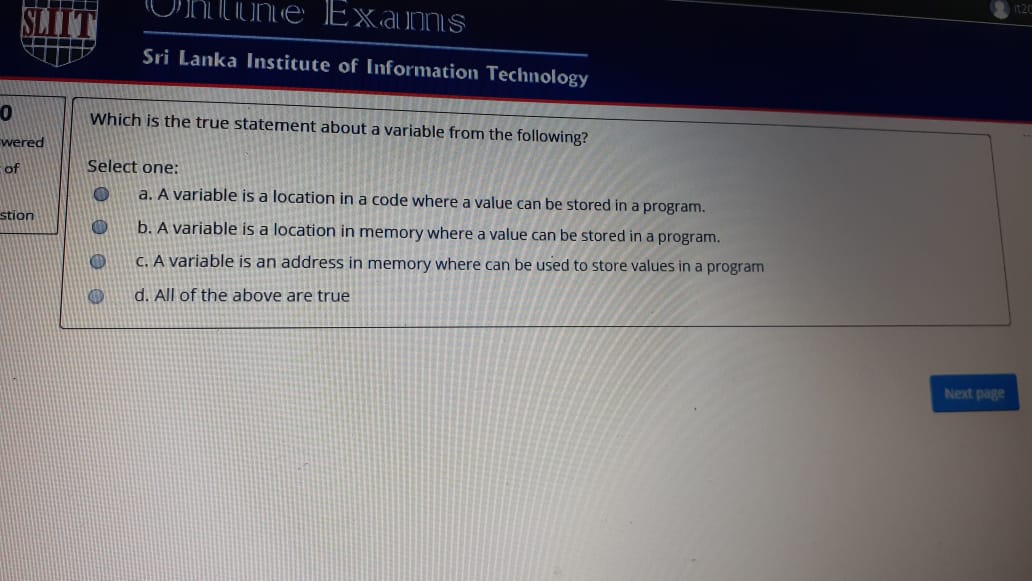 SLIIT
Online Exams
Sri Lanka Institute of Information Technology
0
wered
of
stion
Which is the true statement about a variable from the following?
Select one:
a. A variable is a location in a code where a value can be stored in a program.
b. A variable is a location in memory where a value can be stored in a program.
c. A variable is an address in memory where can be used to store values in a program
d. All of the above are true
Next page